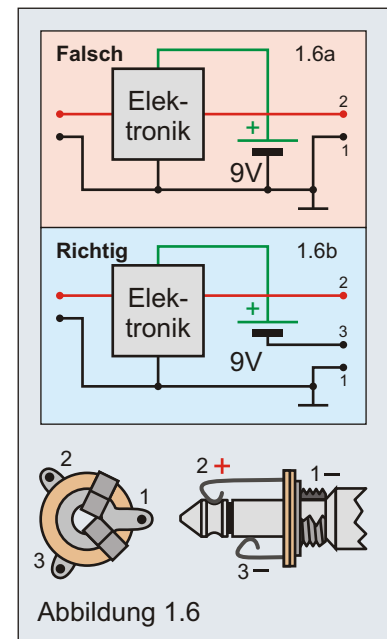 Falsch 1.6a
Elek-
tronik
2
+
1
9V
Richtig 1.6b
Elek-
tronik
2
+
3
9V
1
2
1
3
2 +
1 –
3 –
Abbildung 1.6